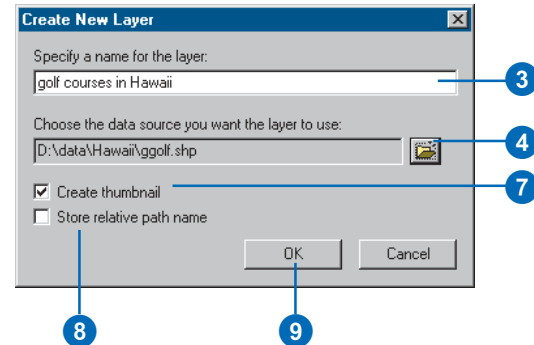 Create New Layer
Specify a name for the layer:
golf courses in Hawaii
3
Choose the data source you want the layer to use:
D:\data\Hawaii\ggolf.shp
4
Create thumbnail
7
Store relative path name
OK
Cancel
8
9